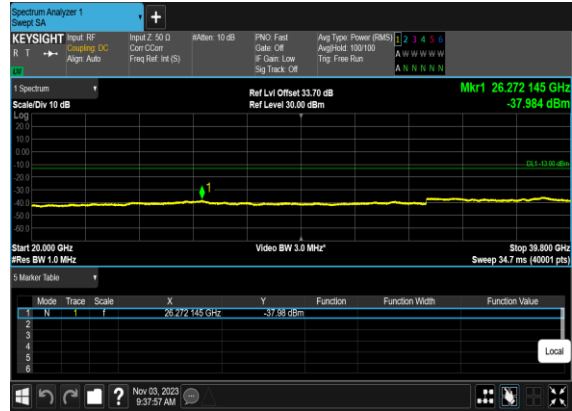 Spectrum Analyzer 1
Swept SA
+
KEYSIGHT Input: RF Input Z: 50 Ω #Atten: 10 dB PNO: Fast Avg Type: Power (RMS) 1 2 3 4 5 6
R T Coupling: DC Corr CCorr Gate: Off Avg|Hold: 100/100 A W W W W W
Align: Auto Freq Ref: Int (S) IF Gain: Low Trig: Free Run
Sig Track: Off A N N N N N
1 Spectrum Ref Lvl Offset 33.70 dB Mkr1 26.272 145 GHz
Scale/Div 10 dB Ref Level 30.00 dBm -37.984 dBm
Log
20.0
10.0
0.00
-10.0 DL1 -13.00 dBm
-20.0
-30.0 1
-40.0
-50.0
-60.0
Start 20.000 GHz Video BW 3.0 MHz* Stop 39.800 GHz
#Res BW 1.0 MHz Sweep 34.7 ms (40001 pts)
5 Marker Table
Mode Trace Scale X Y Function Function Width Function Value
1 N 1 f 26.272 145 GHz -37.98 dBm
2
3
4
5
6
Local
? Nov 03, 2023
9:37:57 AM